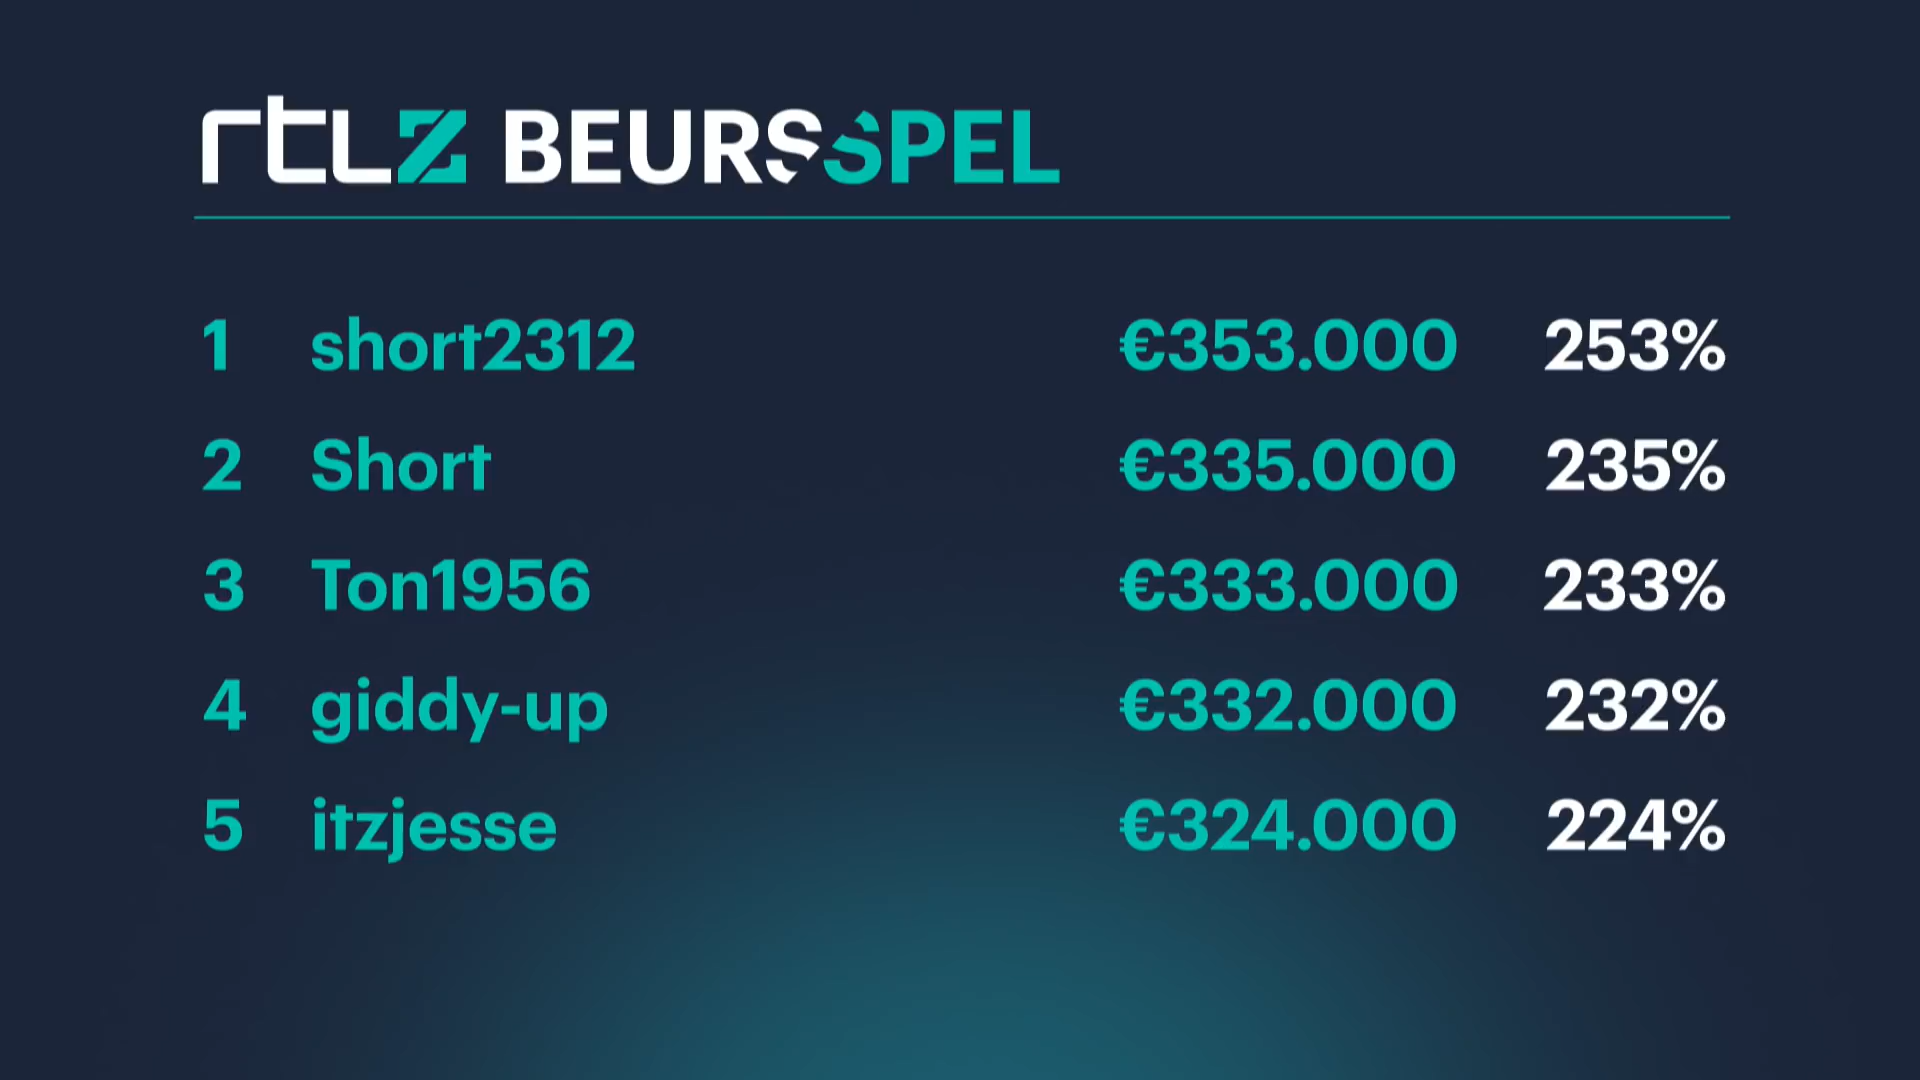 rtlz BEURSSPEL
1 short2312 €353.000 253%
2 Short €335.000 235%
3 Ton1956 €333.000 233%
4 giddy-up €332.000 232%
5 itzjesse €324.000 224%